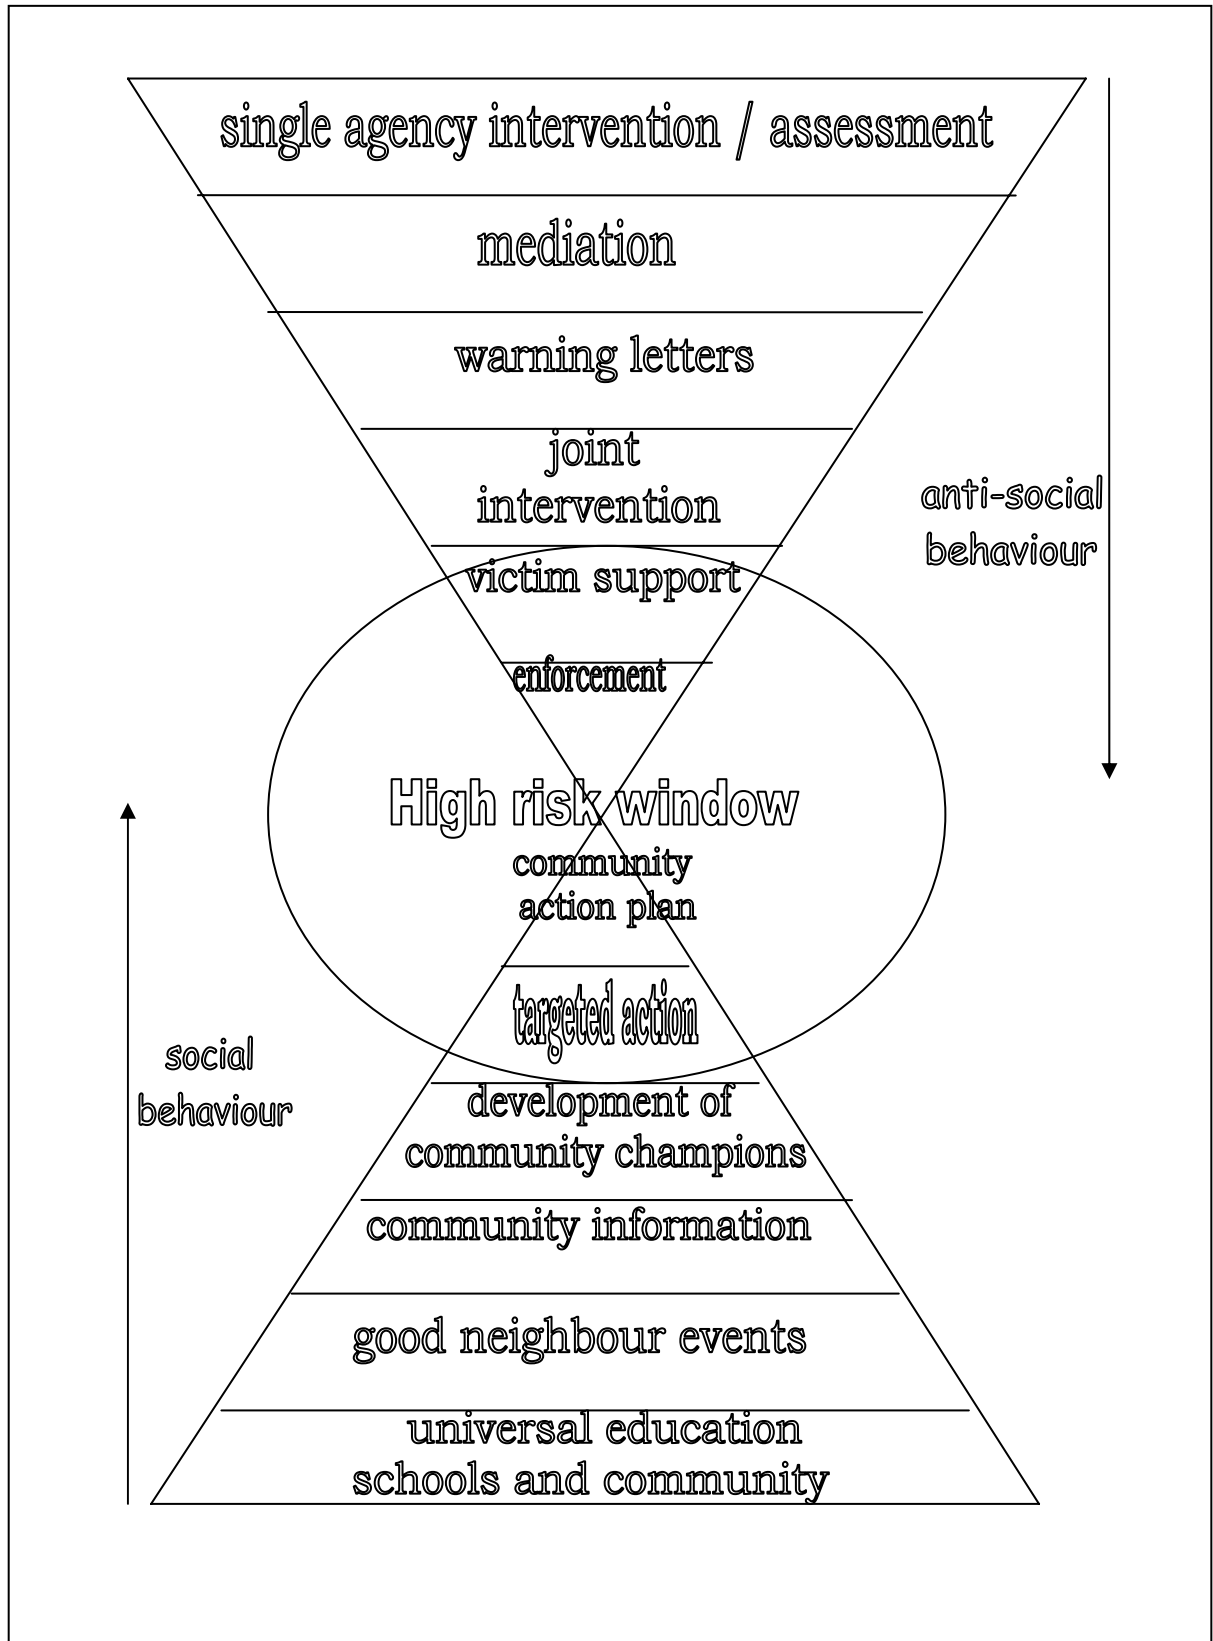 single agency intervention / assessment
mediation
warning letters
joint
intervention
anti-social
behaviour
victim support
enforcement
High risk window
community
action plan
targeted action
social
behaviour
development of
community champions
community information
good neighbour events
universal education
schools and community